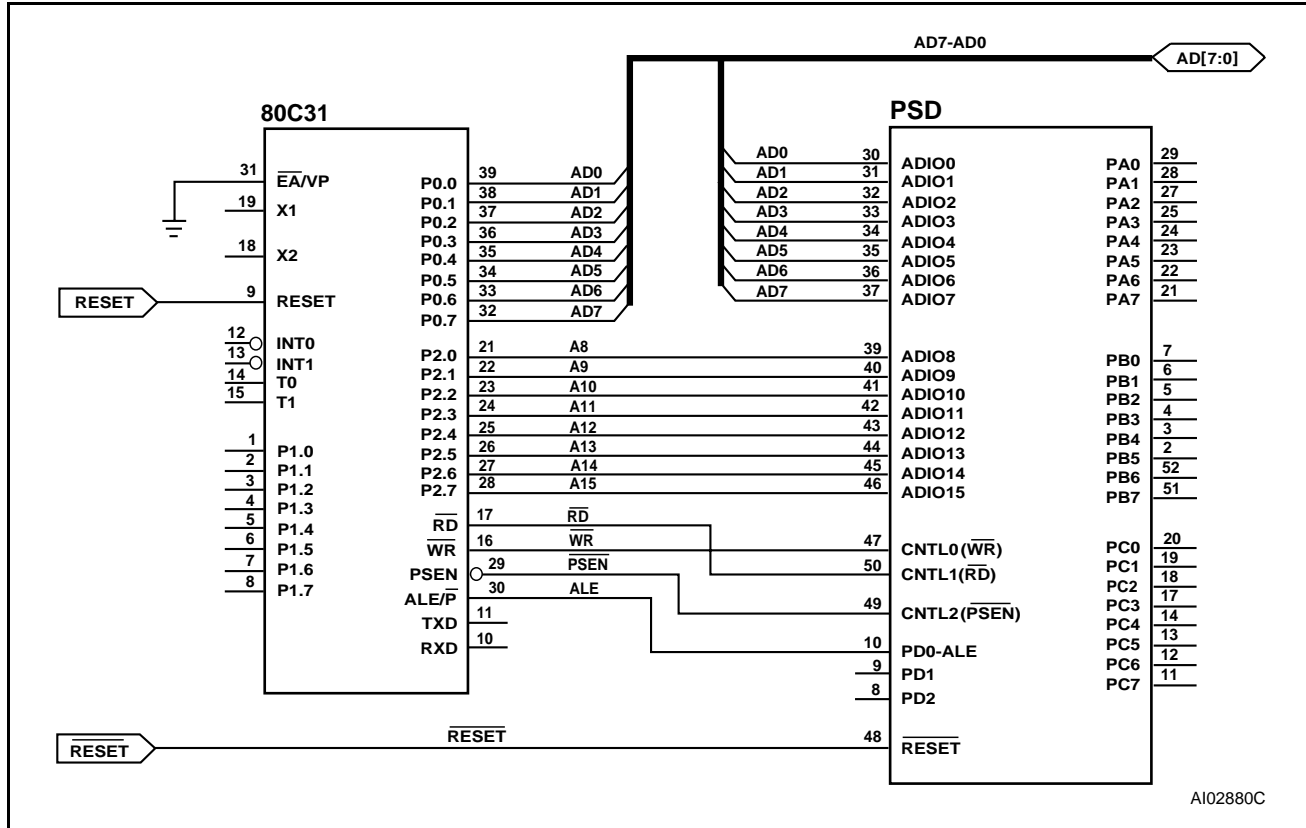 AD7-AD0
AD[7:0]
80C31
PSD
31
EA/VP
19
X1
18
X2
RESET
9
RESET
12
INT0
13
INT1
14
T0
15
T1
1
P1.0
2
P1.1
3
P1.2
4
P1.3
5
P1.4
6
P1.5
7
P1.6
8
P1.7
P0.0 39 AD0
P0.1 38 AD1
P0.2 37 AD2
P0.3 36 AD3
P0.4 35 AD4
P0.5 34 AD5
P0.6 33 AD6
P0.7 32 AD7
P2.0 21 A8
P2.1 22 A9
P2.2 23 A10
P2.3 24 A11
P2.4 25 A12
P2.5 26 A13
P2.6 27 A14
P2.7 28 A15
RD 17 RD
WR 16 WR
PSEN 29 PSEN
ALE/P 30 ALE
TXD 11
RXD 10
AD0 30 ADIO0
AD1 31 ADIO1
AD2 32 ADIO2
AD3 33 ADIO3
AD4 34 ADIO4
AD5 35 ADIO5
AD6 36 ADIO6
AD7 37 ADIO7
39 ADIO8
40 ADIO9
41 ADIO10
42 ADIO11
43 ADIO12
44 ADIO13
45 ADIO14
46 ADIO15
47 CNTL0(WR)
50 CNTL1(RD)
49 CNTL2(PSEN)
10 PD0-ALE
9 PD1
8 PD2
48 RESET
PA0 29
PA1 28
PA2 27
PA3 25
PA4 24
PA5 23
PA6 22
PA7 21
PB0 7
PB1 6
PB2 5
PB3 4
PB4 3
PB5 2
PB6 52
PB7 51
PC0 20
PC1 19
PC2 18
PC3 17
PC4 14
PC5 13
PC6 12
PC7 11
RESET
RESET
AI02880C